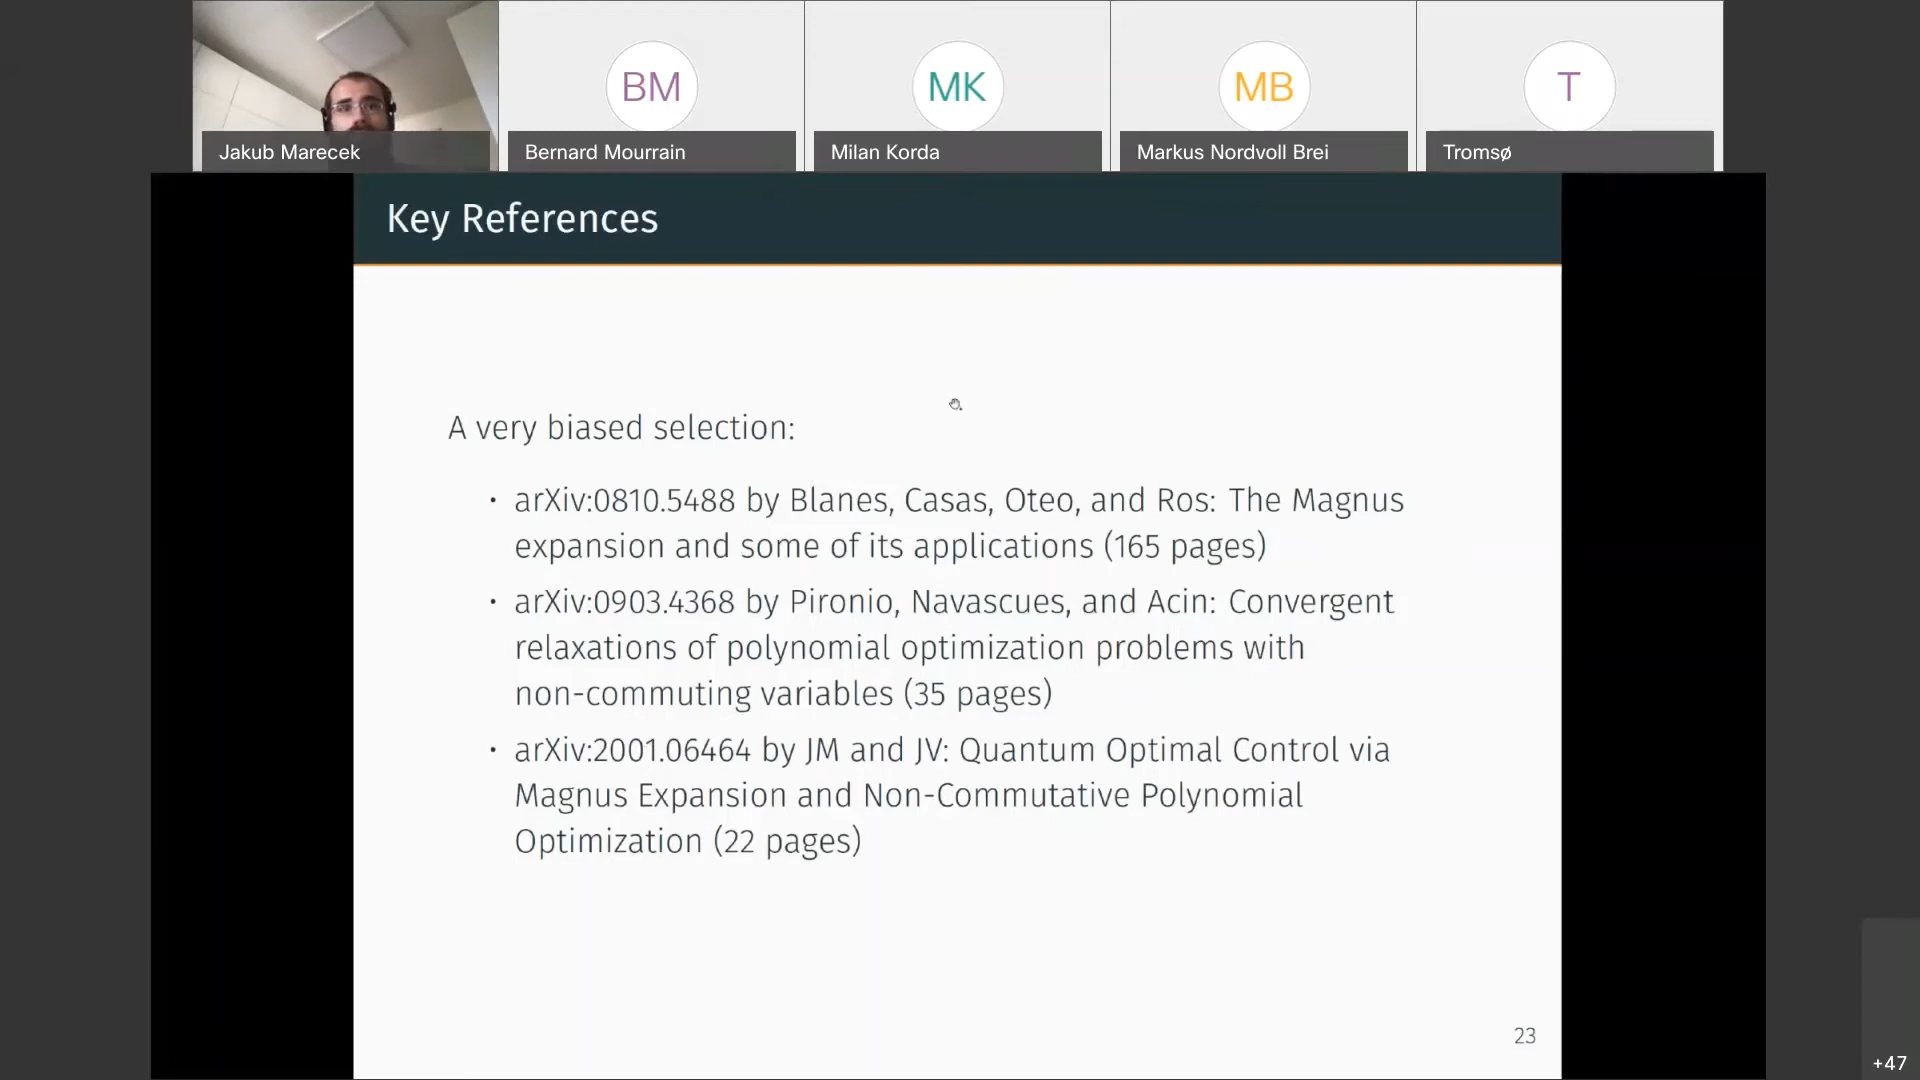 BM
MK
MB
T
Jakub Marecek
Bernard Mourrain
Milan Korda
Markus Nordvoll Brei
Tromsø
Key References
A very biased selection:
• arXiv:0810.5488 by Blanes, Casas, Oteo, and Ros: The Magnus
expansion and some of its applications (165 pages)
• arXiv:0903.4368 by Pironio, Navascues, and Acin: Convergent
relaxations of polynomial optimization problems with
non-commuting variables (35 pages)
• arXiv:2001.06464 by JM and JV: Quantum Optimal Control via
Magnus Expansion and Non-Commutative Polynomial
Optimization (22 pages)
23
+47